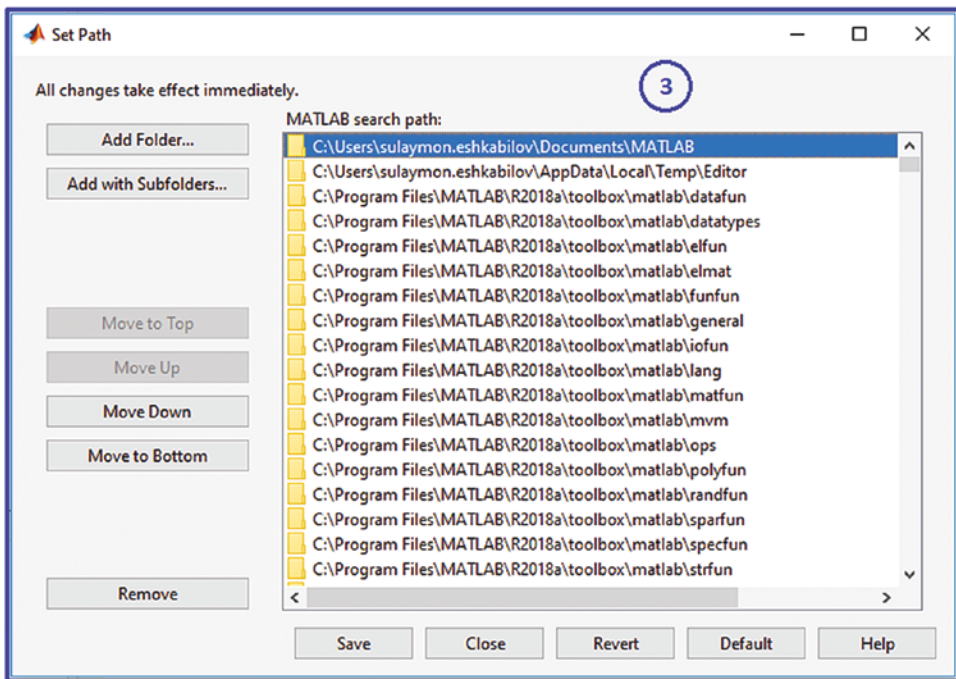 Set Path
3
All changes take effect immediately.
MATLAB search path:
Add Folder...
Add with Subfolders...
Move to Top
Move Up
Move Down
Move to Bottom
Remove
C:\Users\sulaymon.eshkabilov\Documents\MATLAB
C:\Users\sulaymon.eshkabilov\AppData\Local\Temp\Editor
C:\Program Files\MATLAB\R2018a\toolbox\matlab\datafun
C:\Program Files\MATLAB\R2018a\toolbox\matlab\datatypes
C:\Program Files\MATLAB\R2018a\toolbox\matlab\elfun
C:\Program Files\MATLAB\R2018a\toolbox\matlab\elmat
C:\Program Files\MATLAB\R2018a\toolbox\matlab\funfun
C:\Program Files\MATLAB\R2018a\toolbox\matlab\general
C:\Program Files\MATLAB\R2018a\toolbox\matlab\iofun
C:\Program Files\MATLAB\R2018a\toolbox\matlab\lang
C:\Program Files\MATLAB\R2018a\toolbox\matlab\matfun
C:\Program Files\MATLAB\R2018a\toolbox\matlab\mvm
C:\Program Files\MATLAB\R2018a\toolbox\matlab\ops
C:\Program Files\MATLAB\R2018a\toolbox\matlab\polyfun
C:\Program Files\MATLAB\R2018a\toolbox\matlab\randfun
C:\Program Files\MATLAB\R2018a\toolbox\matlab\sparfun
C:\Program Files\MATLAB\R2018a\toolbox\matlab\specfun
C:\Program Files\MATLAB\R2018a\toolbox\matlab\strfun
Save
Close
Revert
Default
Help